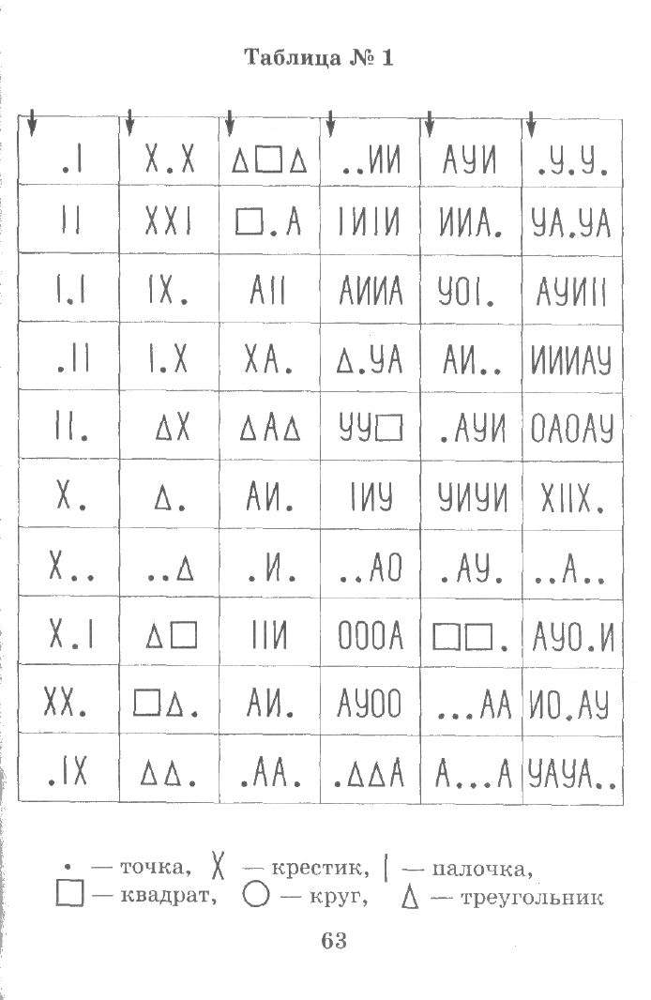 Таблица № 1
.I X.X Δ□Δ ..ИИ АУИ .У.У.
II XXI □.А IИIИ ИИА. УА.УА
I.I IX. АII АИИА УОI. АУИII
.II I.X ХА. Δ.УА АИ.. ИИИАУ
II. ΔX ΔАΔ УУ□ .АУИ ОАОАУ
X. Δ. АИ. IИУ УИУИ XIIX.
X.. ..Δ .И. ..АО .АУ. ..А..
X.I Δ□ IIИ ОООА □□. АУО.И
XX. □Δ. АИ. АУОО ...АА ИО.АУ
.IX ΔΔ. .АА. .ΔΔА А...А УАУА..
. — точка, X — крестик, | — палочка,
□ — квадрат, ○ — круг, Δ — треугольник
63